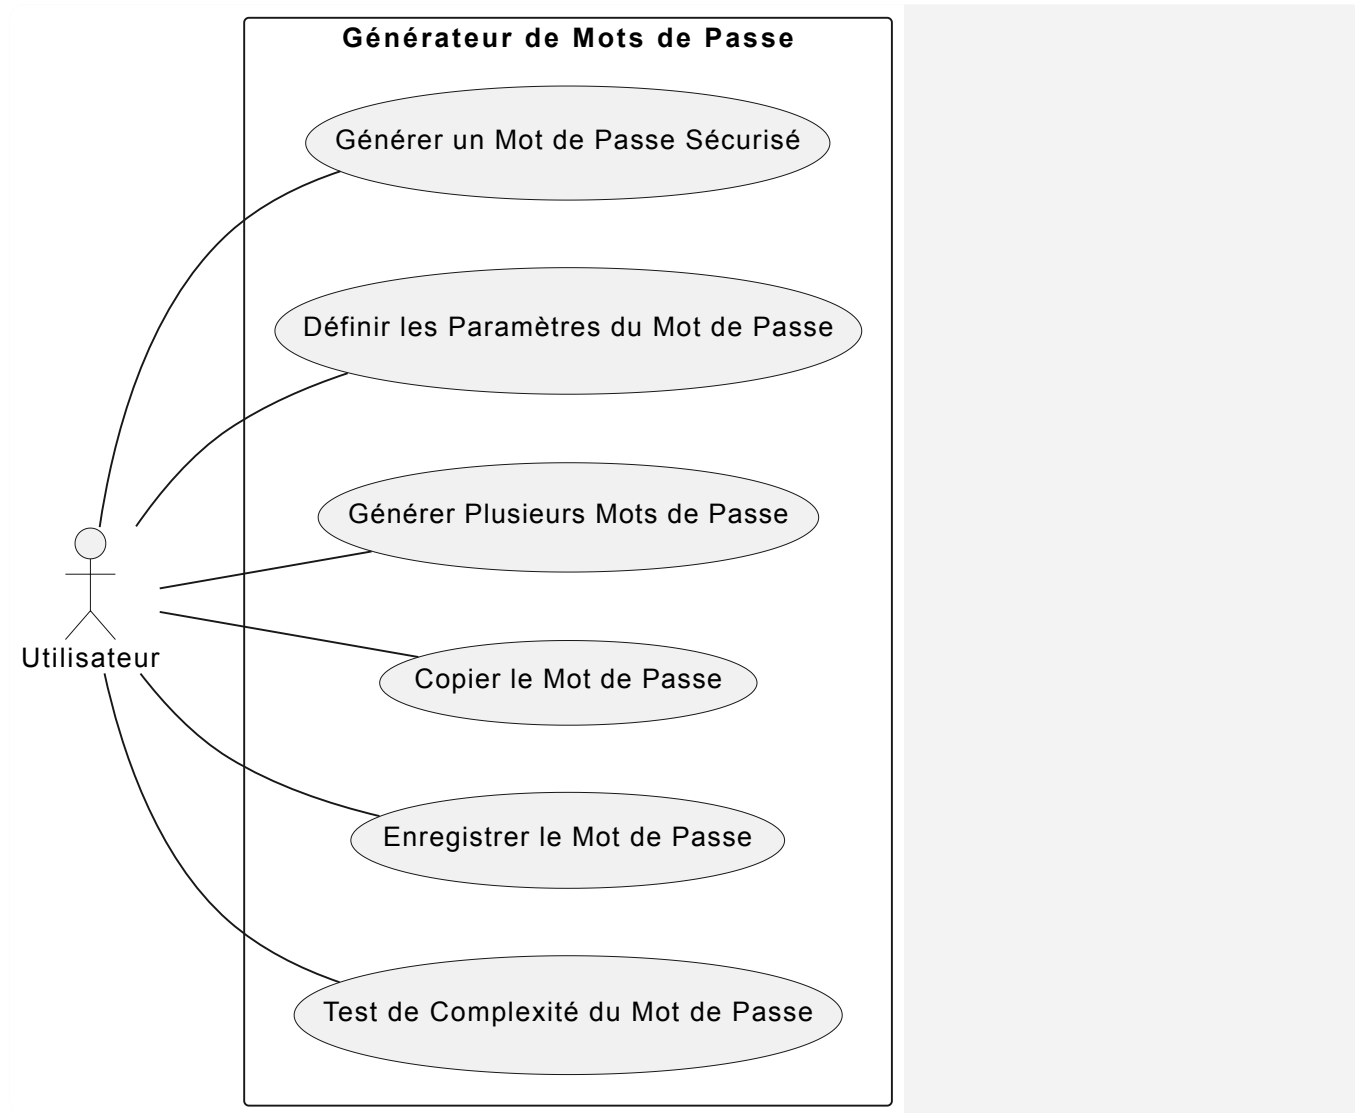 Générateur de Mots de Passe
Générer un Mot de Passe Sécurisé
Définir les Paramètres du Mot de Passe
Générer Plusieurs Mots de Passe
Utilisateur
Copier le Mot de Passe
Enregistrer le Mot de Passe
Test de Complexité du Mot de Passe